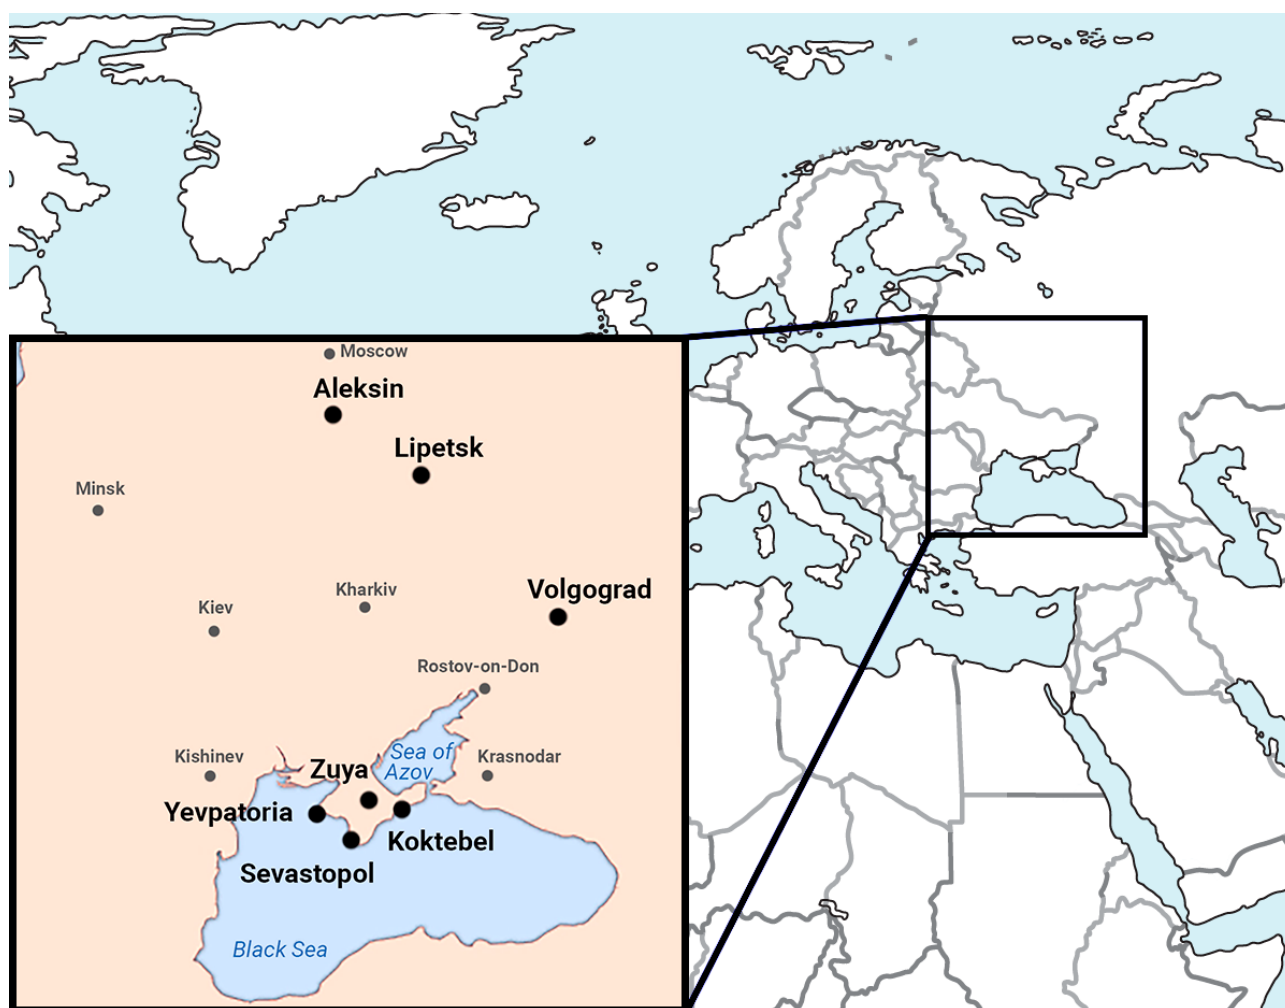 Moscow
Aleksin
Lipetsk
Minsk
Kharkiv
Volgograd
Kiev
Rostov-on-Don
Kishinev
Zuya
Sea of
Azov
Krasnodar
Yevpatoria
Koktebel
Sevastopol
Black Sea